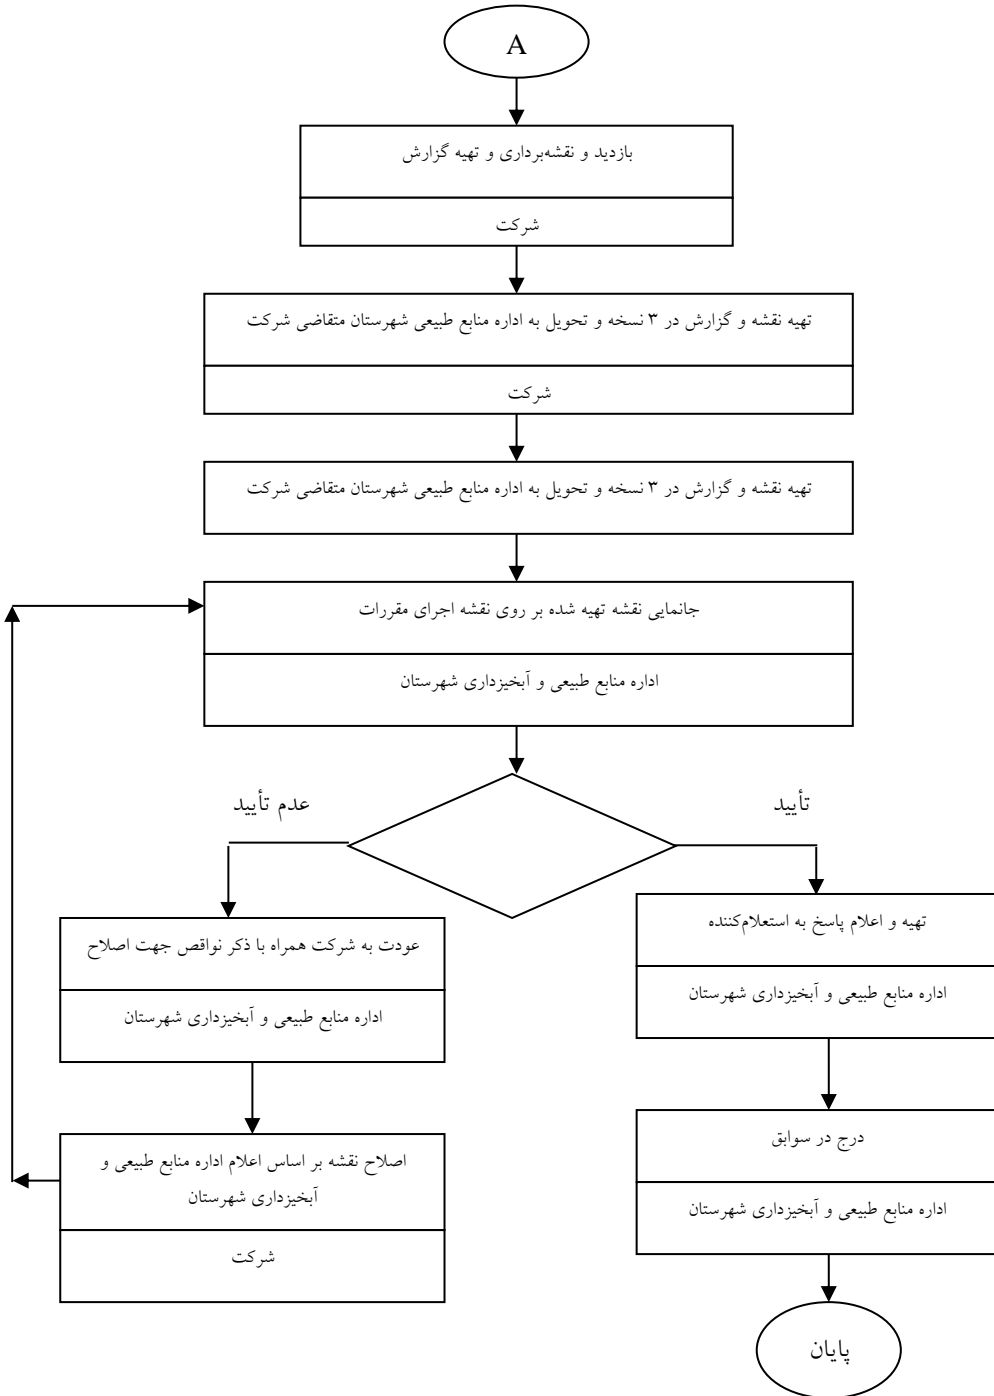 A
بازدید و نقشه‌برداری و تهیه گزارش
شرکت
تهیه نقشه و گزارش در ۳ نسخه و تحویل به اداره منابع طبیعی شهرستان متقاضی شرکت
شرکت
تهیه نقشه و گزارش در ۳ نسخه و تحویل به اداره منابع طبیعی شهرستان متقاضی شرکت
جانمایی نقشه تهیه شده بر روی نقشه اجرای مقررات
اداره منابع طبیعی و آبخیزداری شهرستان
تأیید
عدم تأیید
تهیه و اعلام پاسخ به استعلام‌کننده
اداره منابع طبیعی و آبخیزداری شهرستان
درج در سوابق
اداره منابع طبیعی و آبخیزداری شهرستان
پایان
عودت به شرکت همراه با ذکر نواقص جهت اصلاح
اداره منابع طبیعی و آبخیزداری شهرستان
اصلاح نقشه بر اساس اعلام اداره منابع طبیعی و
آبخیزداری شهرستان
شرکت